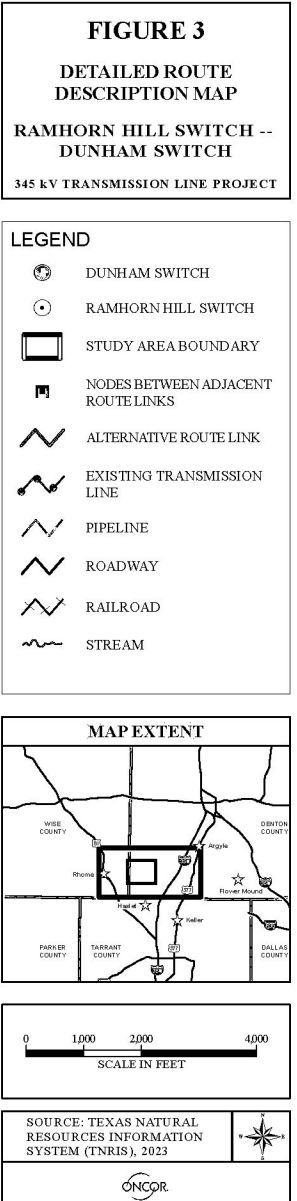 FIGURE 3
DETAILED ROUTE
DESCRIPTION MAP
RAMHORN HILL SWITCH --
DUNHAM SWITCH
345 kV TRANSMISSION LINE PROJECT
LEGEND
DUNHAM SWITCH
RAMHORN HILL SWITCH
STUDY AREA BOUNDARY
NODES BETWEEN ADJACENT
ROUTE LINKS
ALTERNATIVE ROUTE LINK
EXISTING TRANSMISSION
LINE
PIPELINE
ROADWAY
RAILROAD
STREAM
MAP EXTENT
WISE
COUNTY
DENTON
COUNTY
Argyle
Rhome
Flower Mound
377
Haslet
Keller
377
PARKER
COUNTY
TARRANT
COUNTY
DALLAS
COUNTY
0 1,000 2,000 4,000
SCALE IN FEET
SOURCE: TEXAS NATURAL
RESOURCES INFORMATION
SYSTEM (TNRIS), 2023
N
W E
S
ONCOR